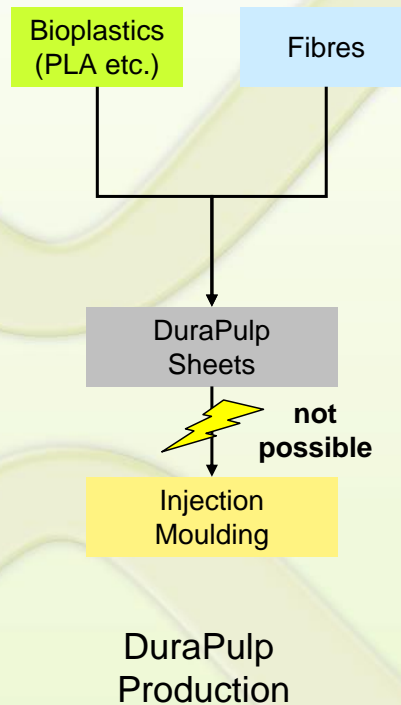 Bioplastics
(PLA etc.)
Fibres
DuraPulp
Sheets
not
possible
Injection
Moulding
DuraPulp
Production